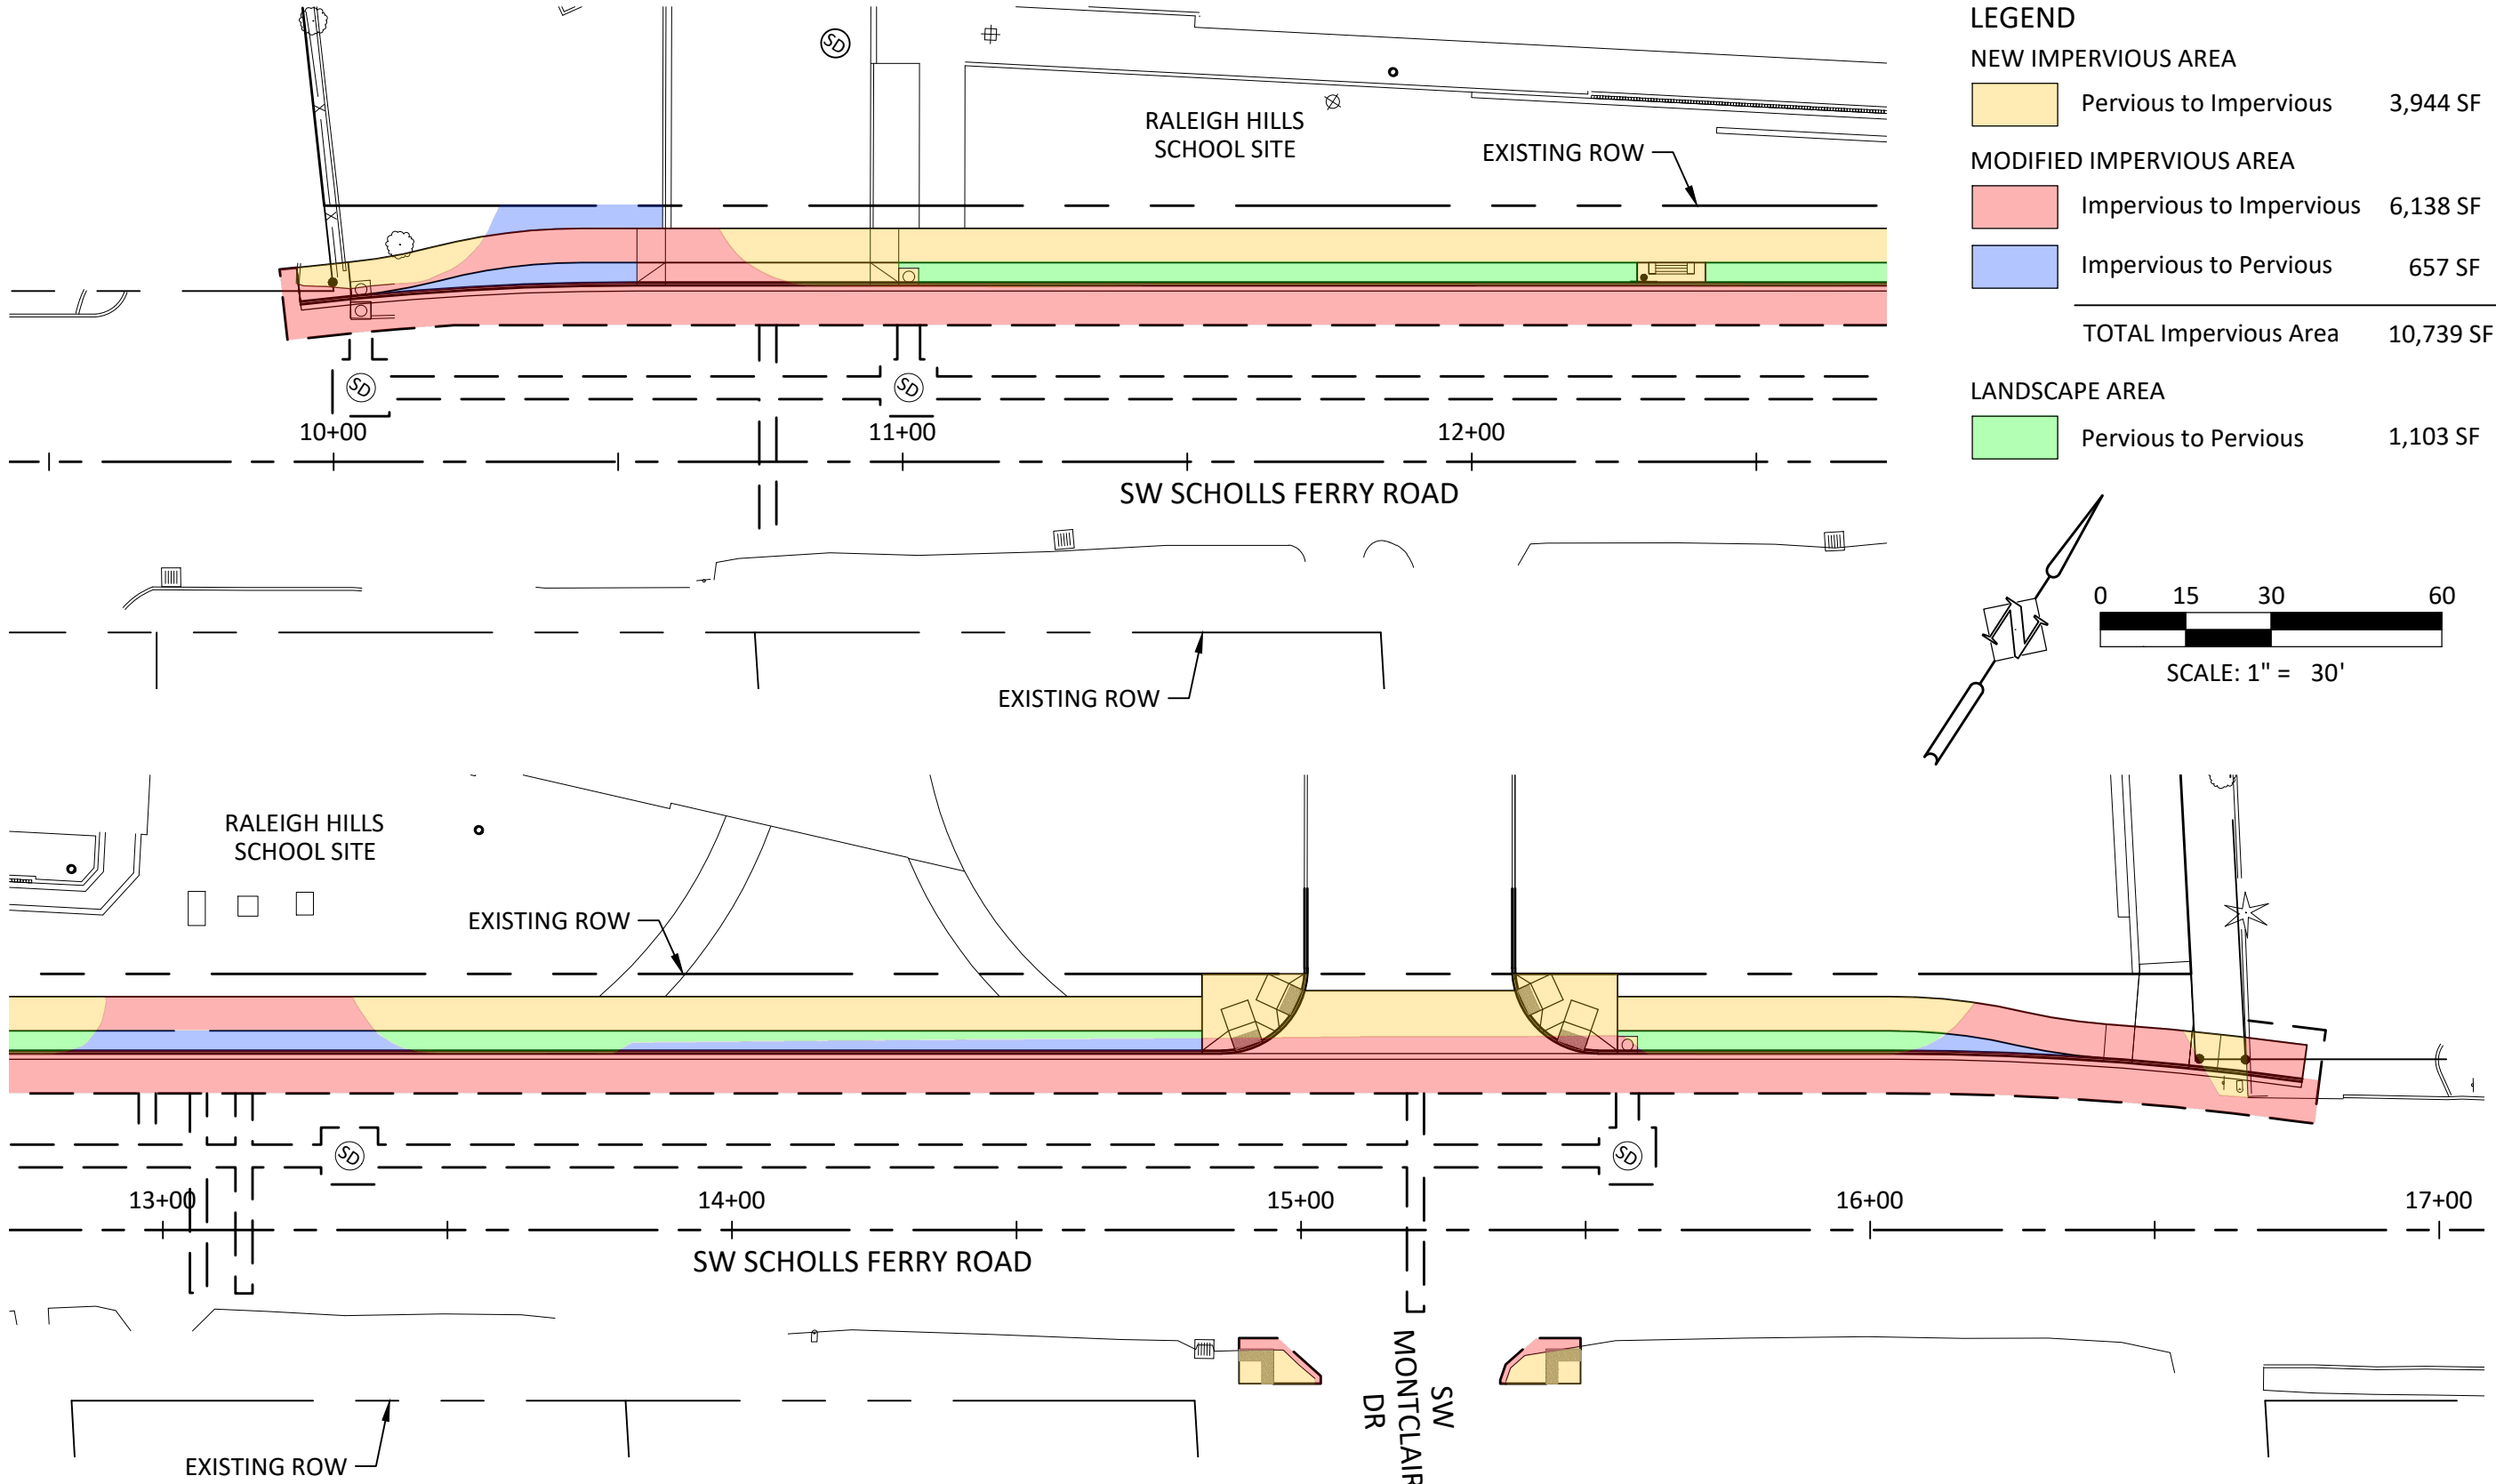 LEGEND
NEW IMPERVIOUS AREA
Pervious to Impervious 3,944 SF
MODIFIED IMPERVIOUS AREA
Impervious to Impervious 6,138 SF
Impervious to Pervious 657 SF
TOTAL Impervious Area 10,739 SF
LANDSCAPE AREA
Pervious to Pervious 1,103 SF
SD
RALEIGH HILLS
SCHOOL SITE
EXISTING ROW
SD
SD
10+00
11+00
12+00
SW SCHOLLS FERRY ROAD
EXISTING ROW
N
0 15 30 60
SCALE: 1" = 30'
RALEIGH HILLS
SCHOOL SITE
EXISTING ROW
SD
SD
13+00
14+00
15+00
16+00
17+00
SW SCHOLLS FERRY ROAD
SW
MONTCLAIR
DR
EXISTING ROW